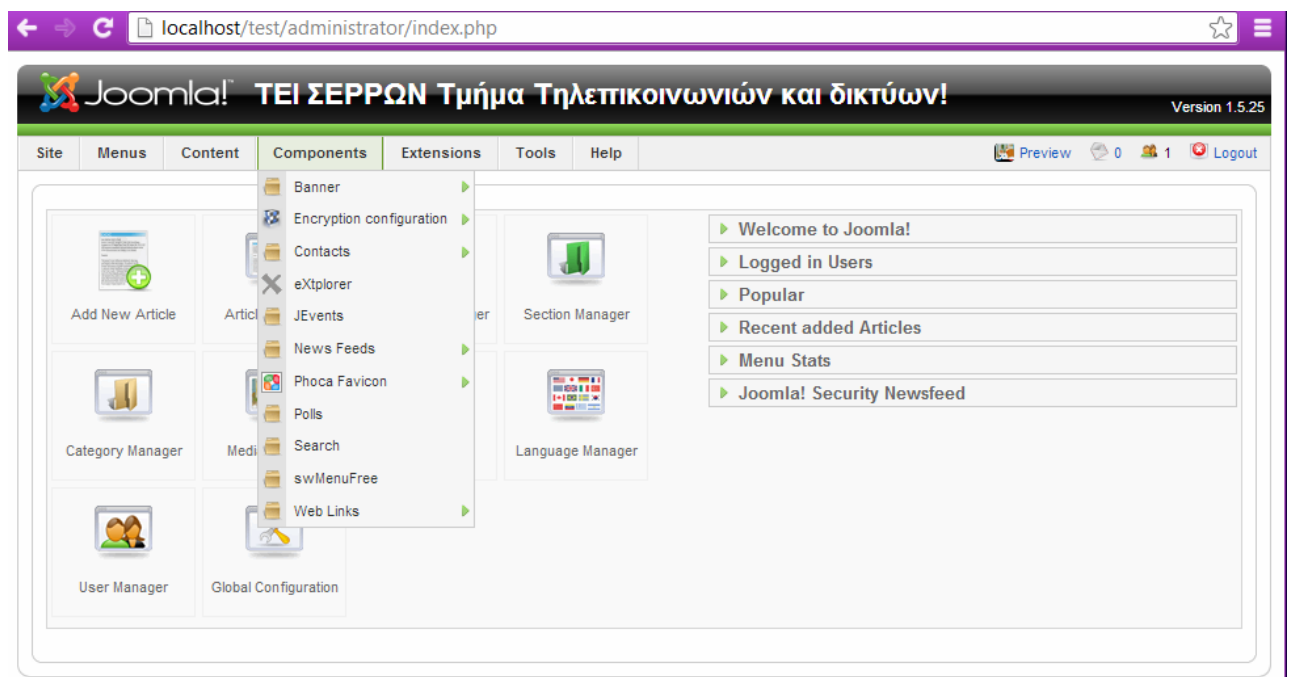 localhost/test/administrator/index.php
Joomla!™ ΤΕΙ ΣΕΡΡΩΝ Τμήμα Τηλεπικοινωνιών και δικτύων!
Version 1.5.25
Site Menus Content Components Extensions Tools Help Preview 0 1 Logout
Banner
Encryption configuration
Contacts
eXtplorer
JEvents
News Feeds
Phoca Favicon
Polls
Search
swMenuFree
Web Links
Add New Article
Section Manager
Category Manager
Language Manager
User Manager
Global Configuration
Welcome to Joomla!
Logged in Users
Popular
Recent added Articles
Menu Stats
Joomla! Security Newsfeed